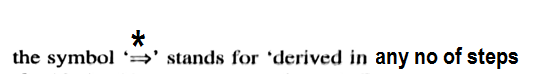 *
the symbol '⇒' stands for 'derived in any no of steps